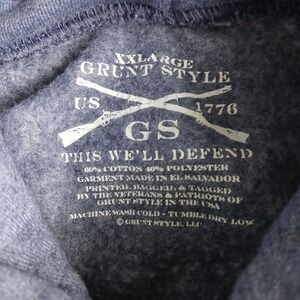 XXLARGE
GRUNT STYLE
US 1776
GS
THIS WE'LL DEFEND
60% COTTON 40% POLYESTER
GARMENT MADE IN EL SALVADOR
PRINTED, BAGGED, & TAGGED
BY THE VETERANS & PATRIOTS OF
GRUNT STYLE IN THE USA
MACHINE WASH COLD - TUMBLE DRY LOW
© GRUNT STYLE, LLC